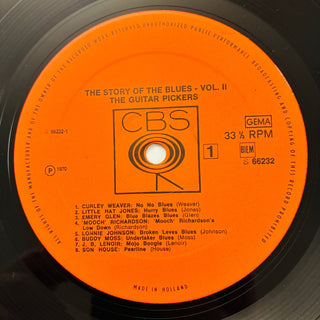 THE STORY OF THE BLUES - VOL. II
THE GUITAR PICKERS
S 66232-1
CBS
GEMA
33 ⅓ RPM
1
BIEM
S 66232
℗ 1970
1. CURLEY WEAVER: No No Blues (Weaver)
2. LITTLE HAT JONES: Hurry Blues (Jonas)
3. EMERY GLEN: Blue Blazes Blues (Glen)
4. 'MOOCH' RICHARDSON: 'Mooch' Richardson's
Low Down (Richardson)
5. LONNIE JOHNSON: Broken Levee Blues (Johnson)
6. BUDDY MOSS: Undertaker Blues (Moss)
7. J. B. LENOIR: Mojo Boogie (Lenoir)
8. SON HOUSE: Pearline (House)
MADE IN HOLLAND